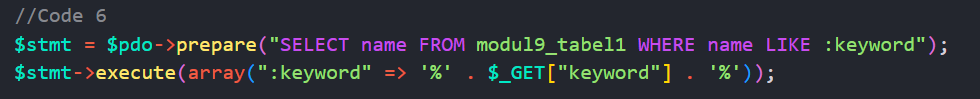 //Code 6
$stmt = $pdo->prepare("SELECT name FROM modul9_tabel1 WHERE name LIKE :keyword");
$stmt->execute(array(":keyword" => '%' . $_GET["keyword"] . '%'));